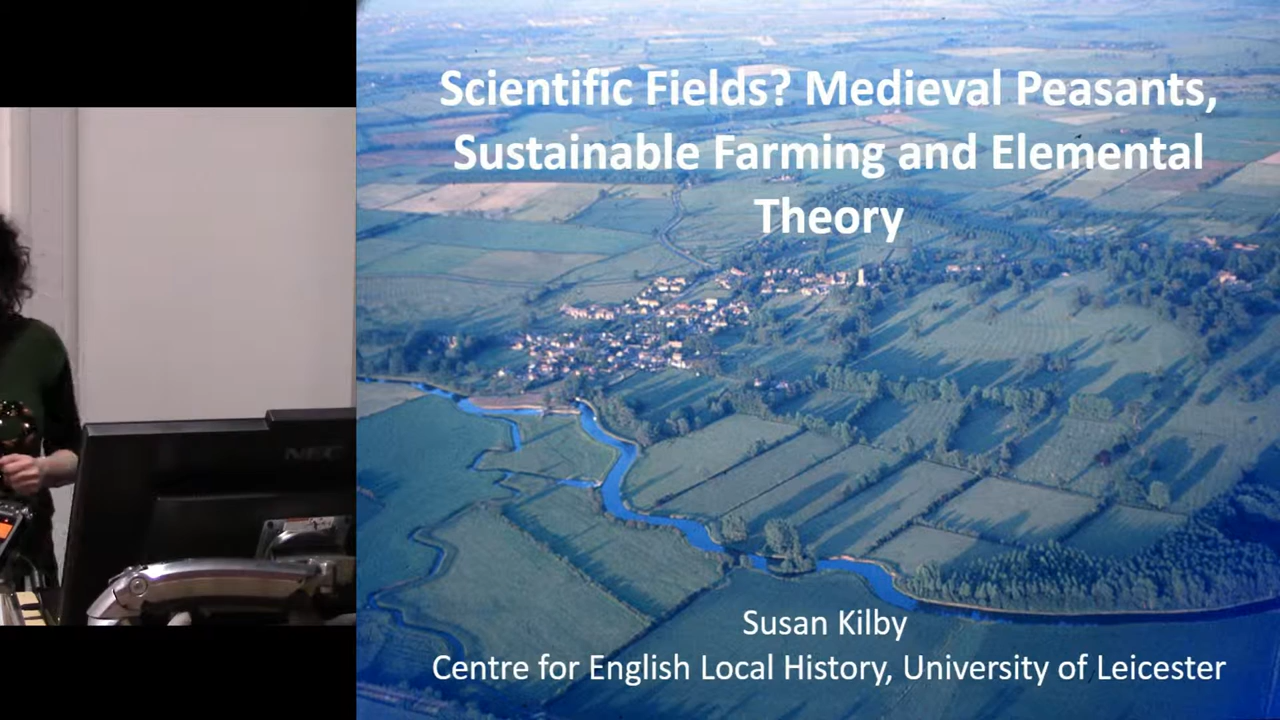 Scientific Fields? Medieval Peasants,
Sustainable Farming and Elemental
Theory
NEC
Susan Kilby
Centre for English Local History, University of Leicester